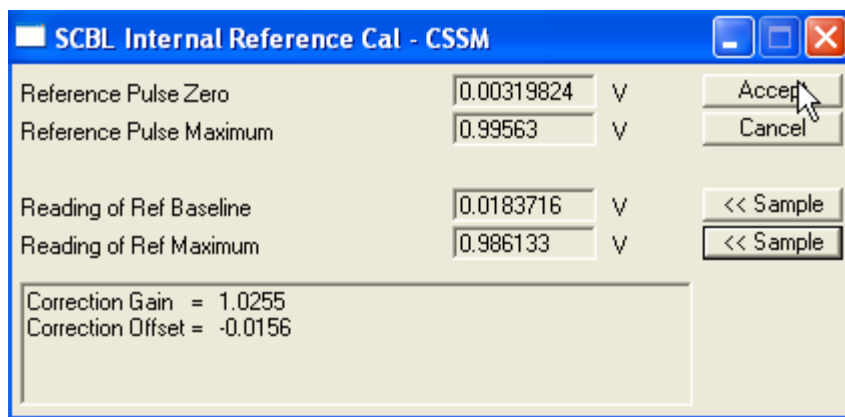 SCBL Internal Reference Cal - CSSM
Reference Pulse Zero 0.00319824 V Accept
Reference Pulse Maximum 0.99563 V Cancel
Reading of Ref Baseline 0.0183716 V << Sample
Reading of Ref Maximum 0.986133 V << Sample
Correction Gain = 1.0255
Correction Offset = -0.0156